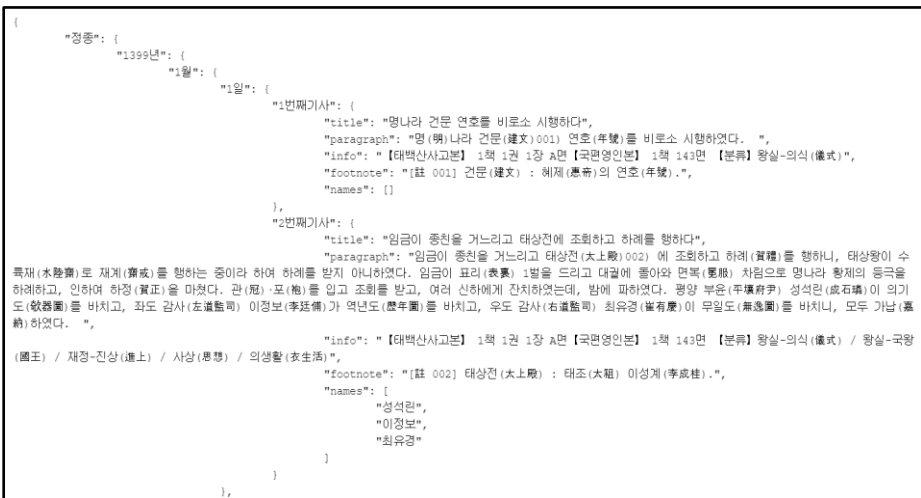 {
"정종": {
"1399년": {
"1월": {
"1일": {
"1번째기사": {
"title": "명나라 건문 연호를 비로소 시행하다",
"paragraph": "명(明)나라 건문(建文)001) 연호(年號)를 비로소 시행하였다.  ",
"info": "【태백산사고본】 1책 1권 1장 A면【국편영인본】 1책 143면 【분류】왕실-의식(儀式)",
"footnote": "[註 001] 건문(建文) : 혜제(惠帝)의 연호(年號).",
"names": []
},
"2번째기사": {
"title": "임금이 종친을 거느리고 태상전에 조회하고 하례를 행하다",
"paragraph": "임금이 종친을 거느리고 태상전(太上殿)002) 에 조회하고 하례(賀禮)를 행하니, 태상왕이 수
륙재(水陸齋)로 재계(齋戒)를 행하는 중이라 하여 하례를 받지 아니하였다. 임금이 표리(表裏) 1벌을 드리고 대궐에 돌아와 면복(冕服) 차림으로 명나라 황제의 등극을
하례하고, 인하여 하정(賀正)을 마쳤다. 관(冠)·포(袍)를 입고 조회를 받고, 여러 신하에게 잔치하였는데, 밤에 파하였다. 평양 부윤(平壤府尹) 성석린(成石璘)이 의기
도(欹器圖)를 바치고, 좌도 감사(左道監司) 이정보(李廷俌)가 역년도(歷年圖)를 바치고, 우도 감사(右道監司) 최유경(崔有慶)이 무일도(無逸圖)를 바치니, 모두 가납(嘉
納)하였다.  ",
"info": "【태백산사고본】 1책 1권 1장 A면【국편영인본】 1책 143면 【분류】왕실-의식(儀式) / 왕실-국왕
(國王) / 재정-진상(進上) / 사상(思想) / 의생활(衣生活)",
"footnote": "[註 002] 태상전(太上殿) : 태조(太祖) 이성계(李成桂).",
"names": [
"성석린",
"이정보",
"최유경"
]
}
},